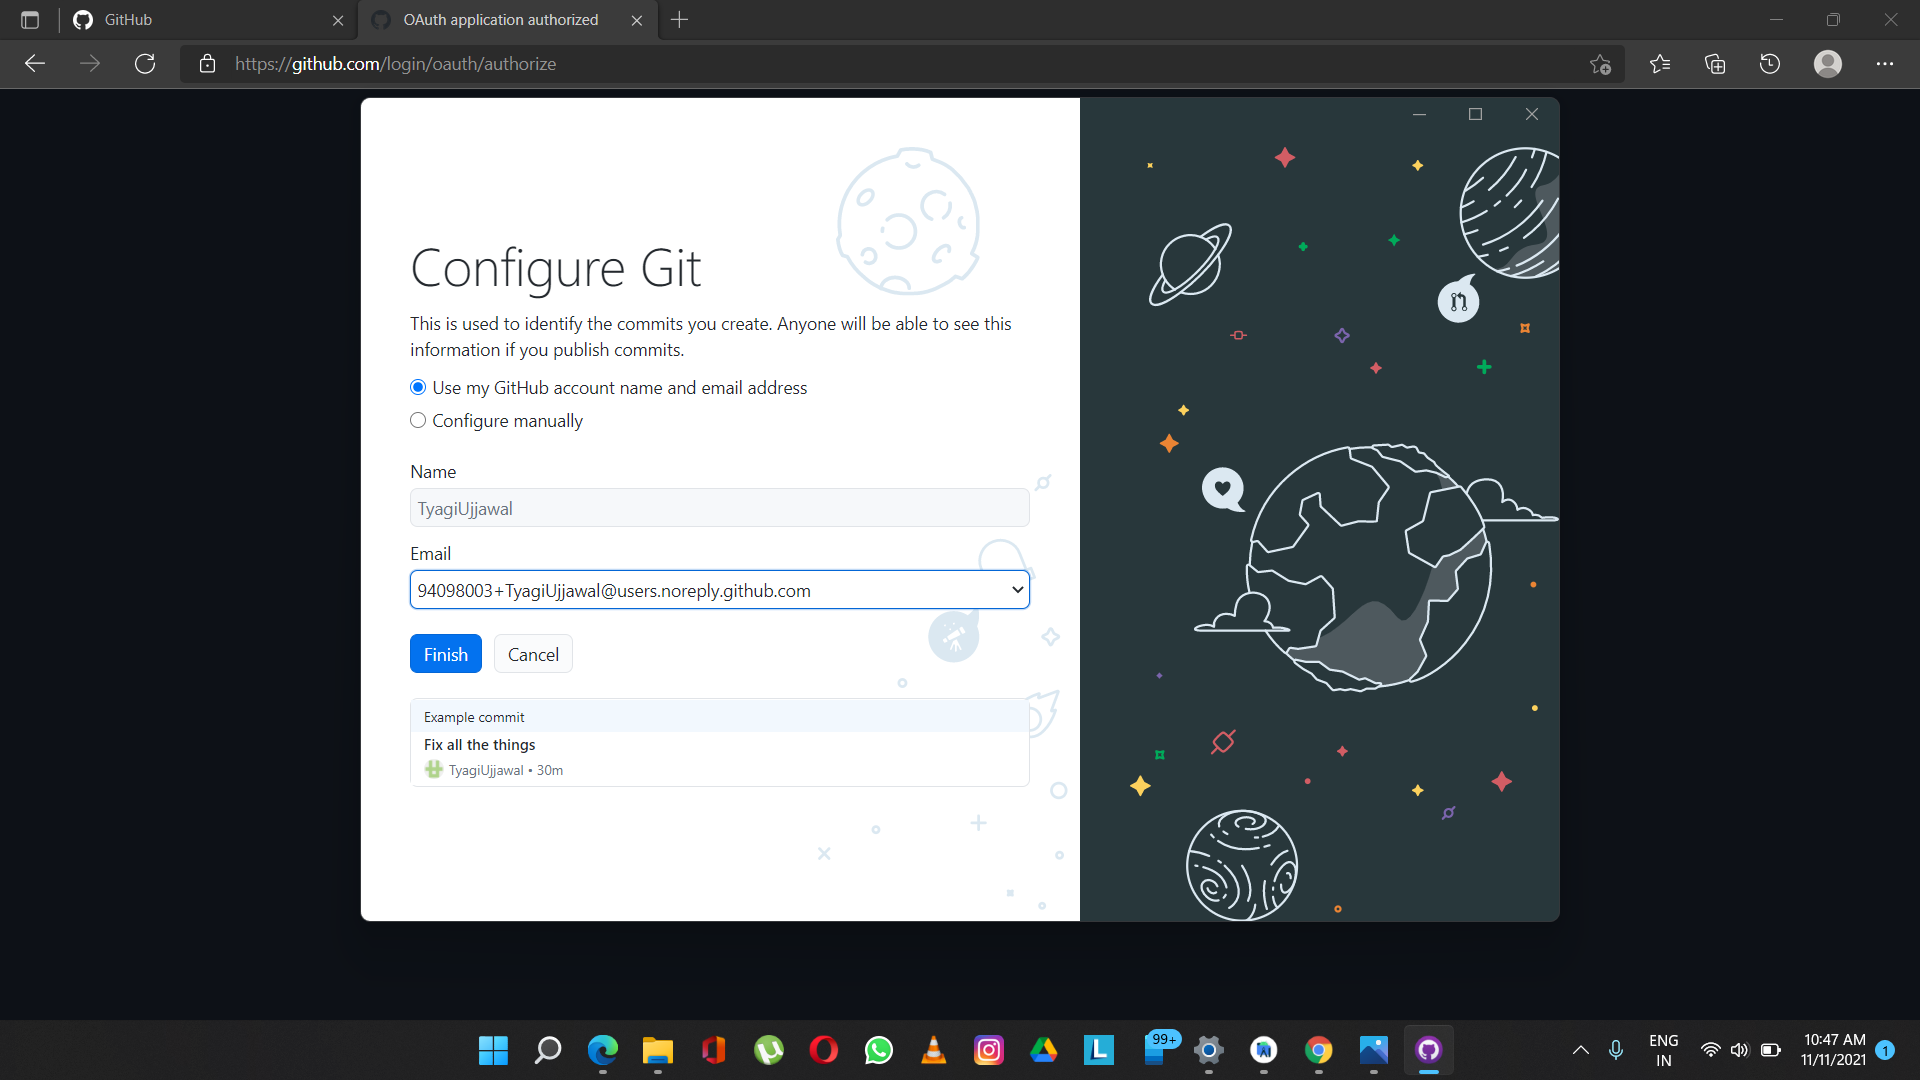 GitHub
OAuth application authorized
https://github.com/login/oauth/authorize
Configure Git
This is used to identify the commits you create. Anyone will be able to see this
information if you publish commits.
Use my GitHub account name and email address
Configure manually
Name
TyagiUjjawal
Email
94098003+TyagiUjjawal@users.noreply.github.com
Finish
Cancel
Example commit
Fix all the things
TyagiUjjawal • 30m
L
99+
AI
ENG
IN
10:47 AM
11/11/2021
1